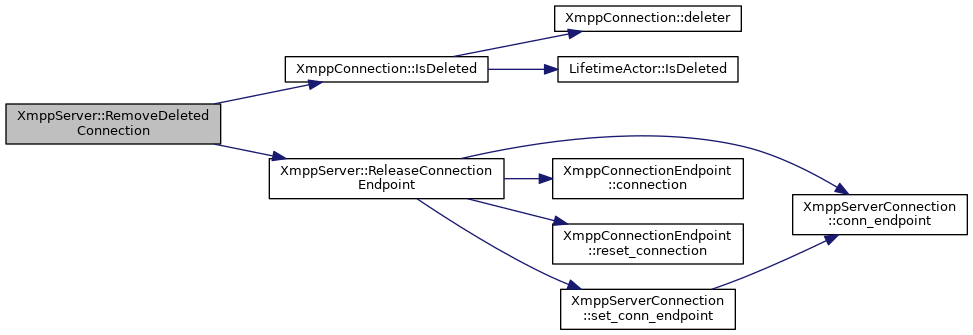 XmppServer::RemoveDeleted
Connection
XmppConnection::IsDeleted
XmppConnection::deleter
LifetimeActor::IsDeleted
XmppServer::ReleaseConnection
Endpoint
XmppConnectionEndpoint
::connection
XmppConnectionEndpoint
::reset_connection
XmppServerConnection
::set_conn_endpoint
XmppServerConnection
::conn_endpoint